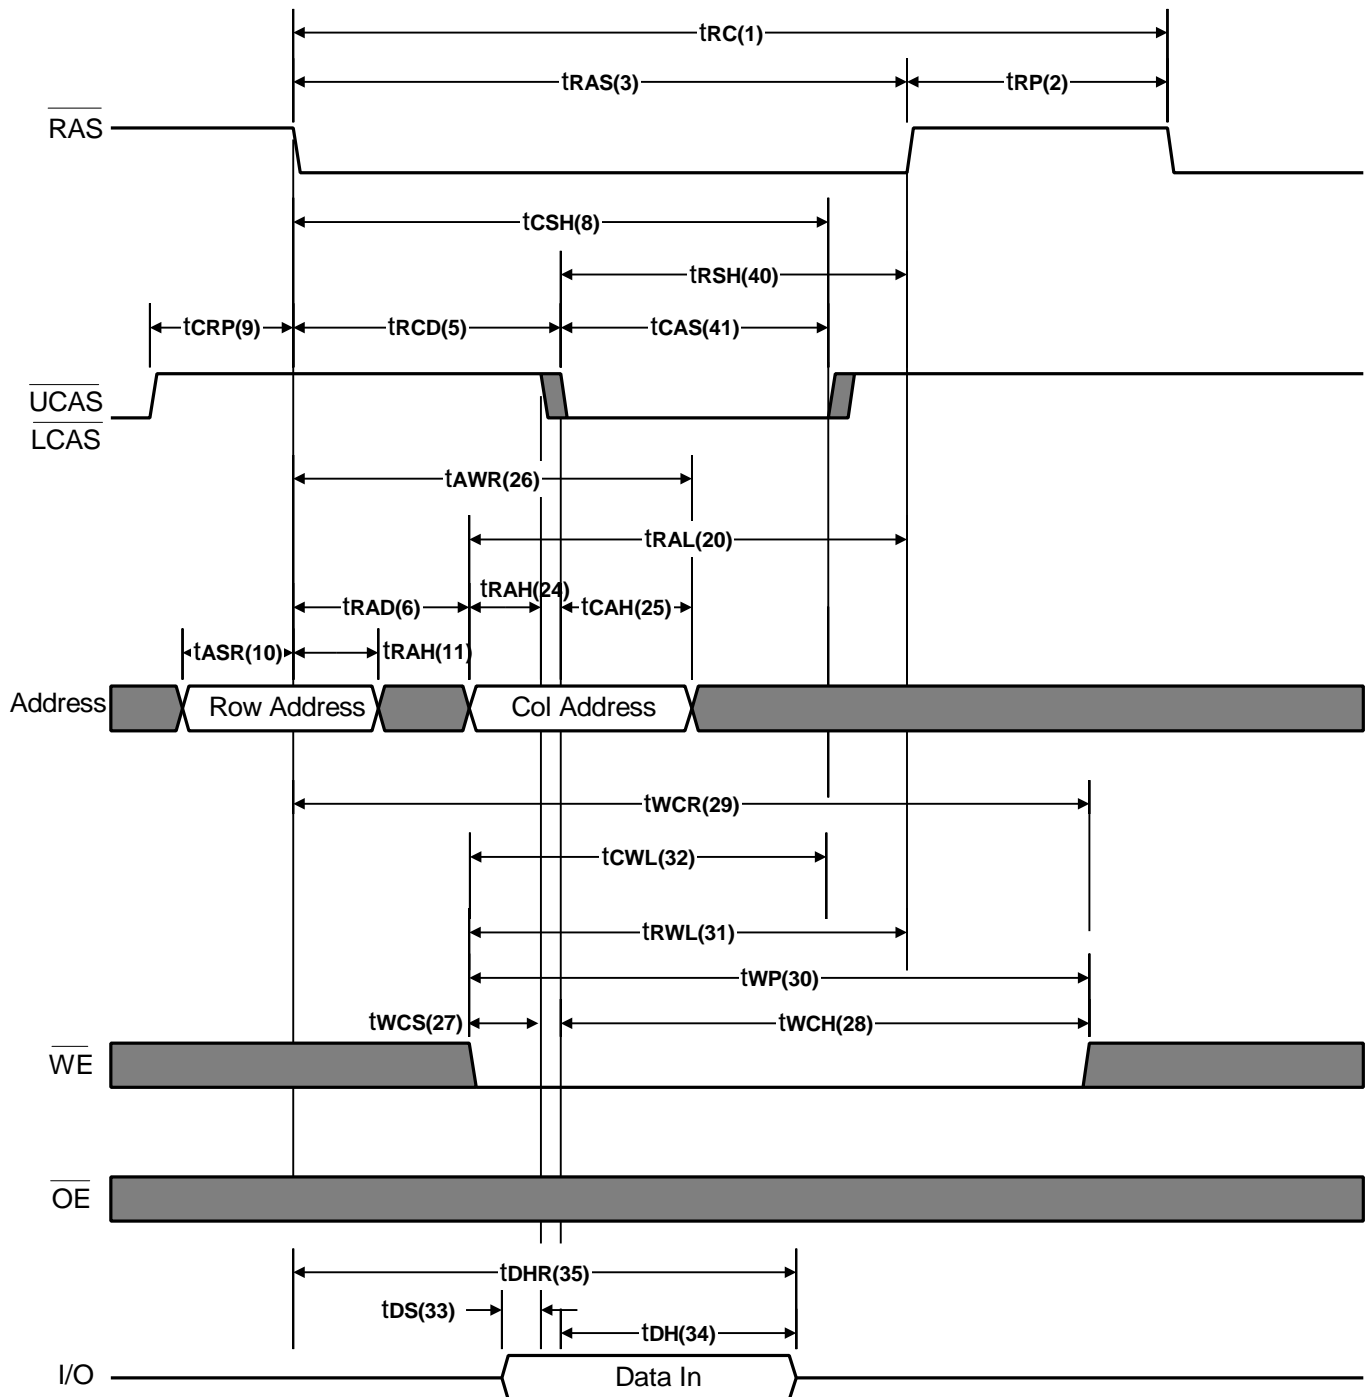 tRC(1)
tRAS(3) tRP(2)
RAS
tCSH(8)
tRSH(40)
tCRP(9) tRCD(5) tCAS(41)
UCAS
LCAS
tAWR(26)
tRAL(20)
tRAH(24)
tRAD(6) tCAH(25)
tASR(10) tRAH(11)
Address Row Address Col Address
tWCR(29)
tCWL(32)
tRWL(31)
tWP(30)
tWCS(27) tWCH(28)
WE
OE
tDHR(35)
tDS(33)
tDH(34)
I/O Data In